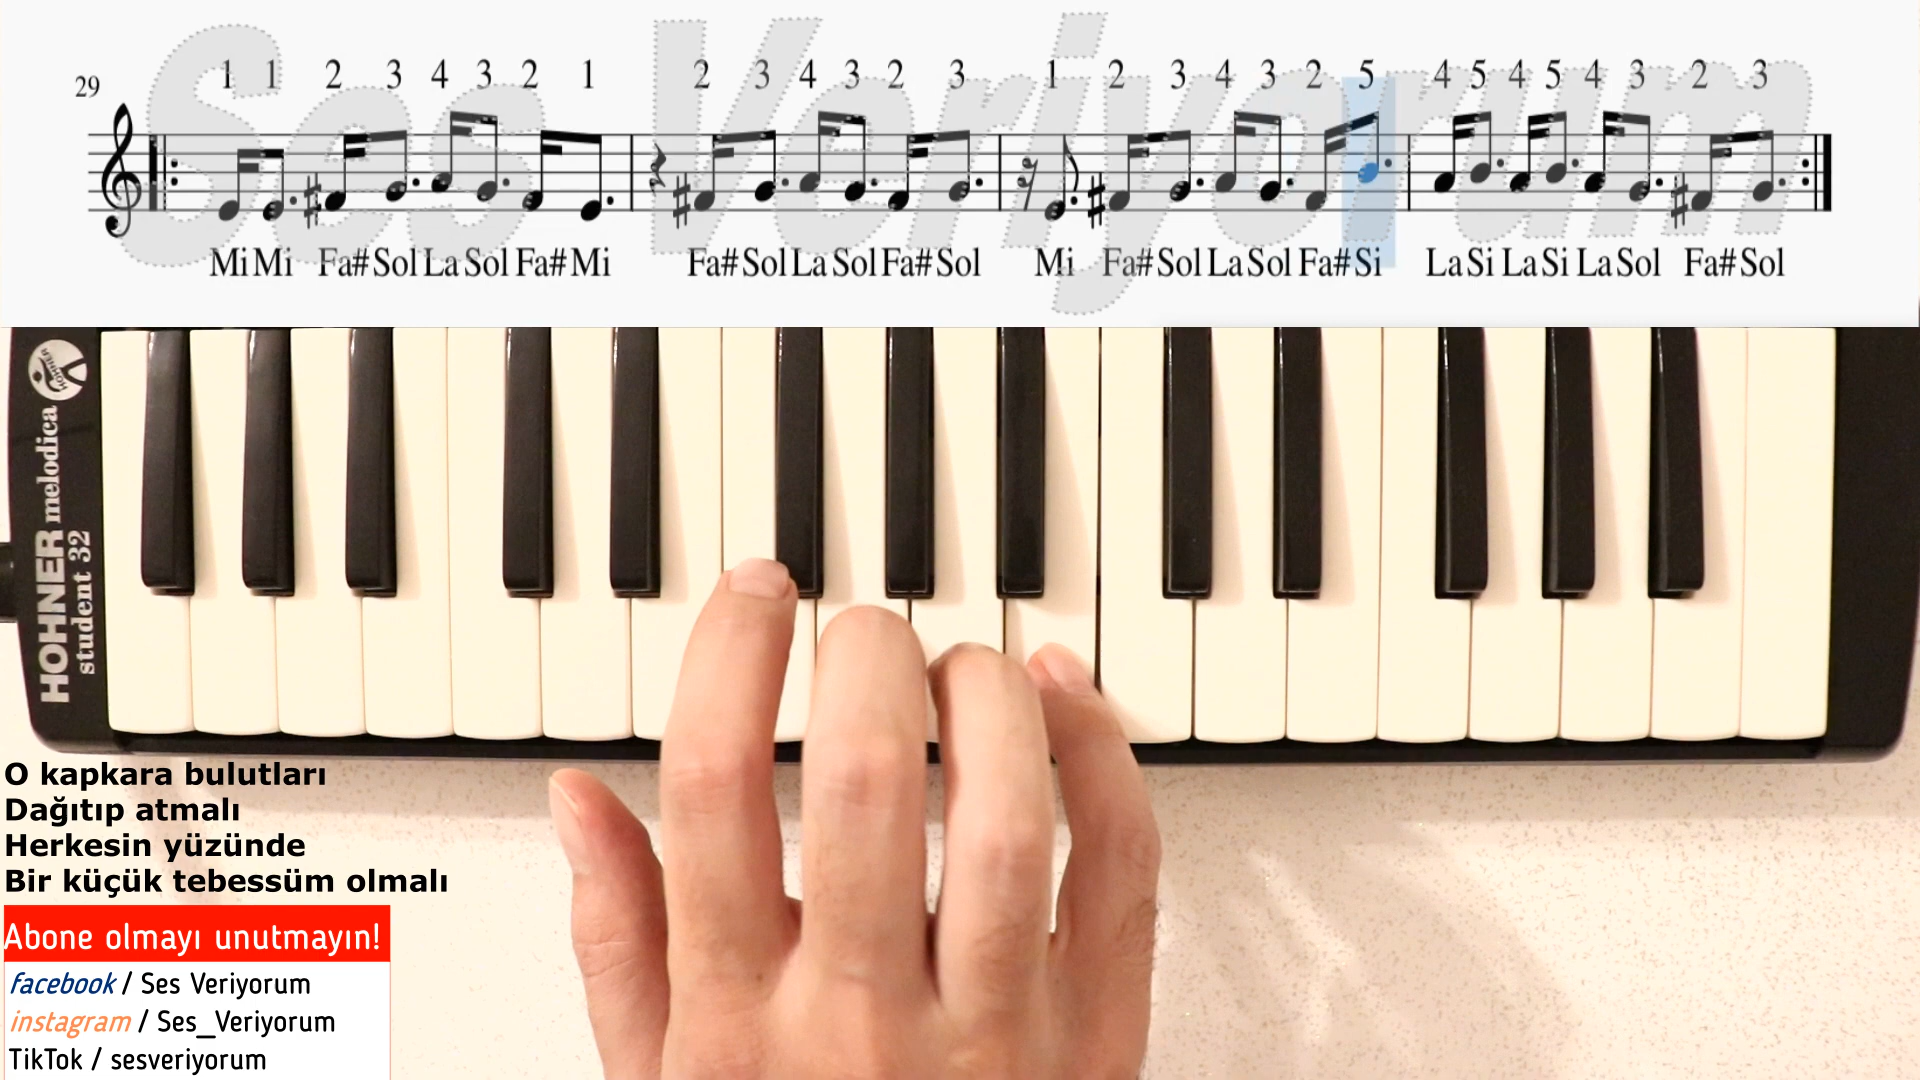 Ses Veriyorum
29
1 1 2 3 4 3 2 1 2 3 4 3 2 3 1 2 3 4 3 2 5 4 5 4 5 4 3 2 3
Mi Mi Fa# Sol La Sol Fa# Mi Fa# Sol La Sol Fa# Sol Mi Fa# Sol La Sol Fa# Si La Si La Si La Sol Fa# Sol
HOHNER
HOHNER melodica
student 32
O kapkara bulutları
Dağıtıp atmalı
Herkesin yüzünde
Bir küçük tebessüm olmalı
Abone olmayı unutmayın!
facebook / Ses Veriyorum
instagram / Ses_Veriyorum
TikTok / sesveriyorum